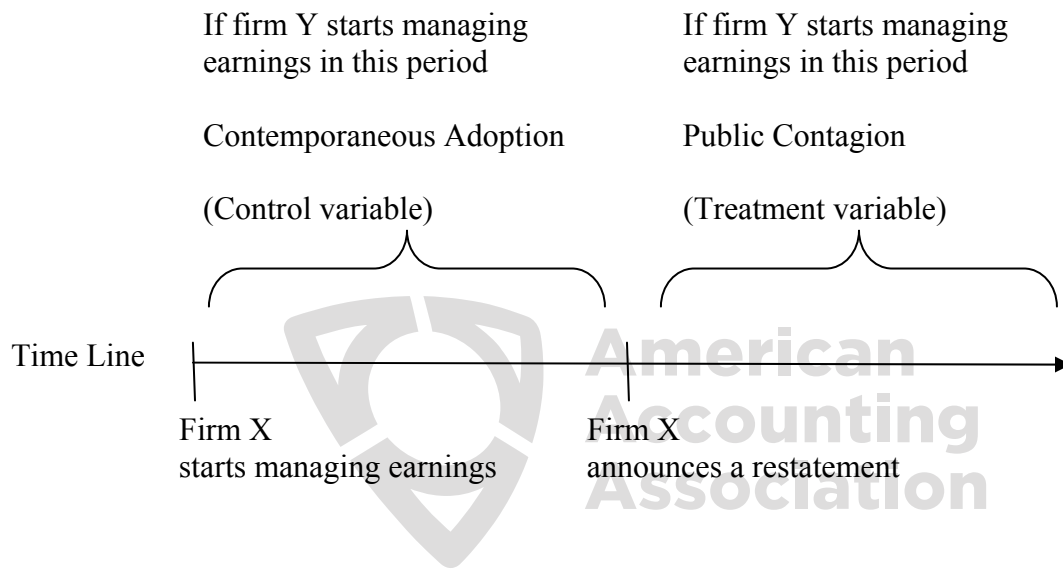 If firm Y starts managing
earnings in this period
Contemporaneous Adoption
(Control variable)
If firm Y starts managing
earnings in this period
Public Contagion
(Treatment variable)
Time Line
Firm X
starts managing earnings
Firm X
announces a restatement
American
Accounting
Association